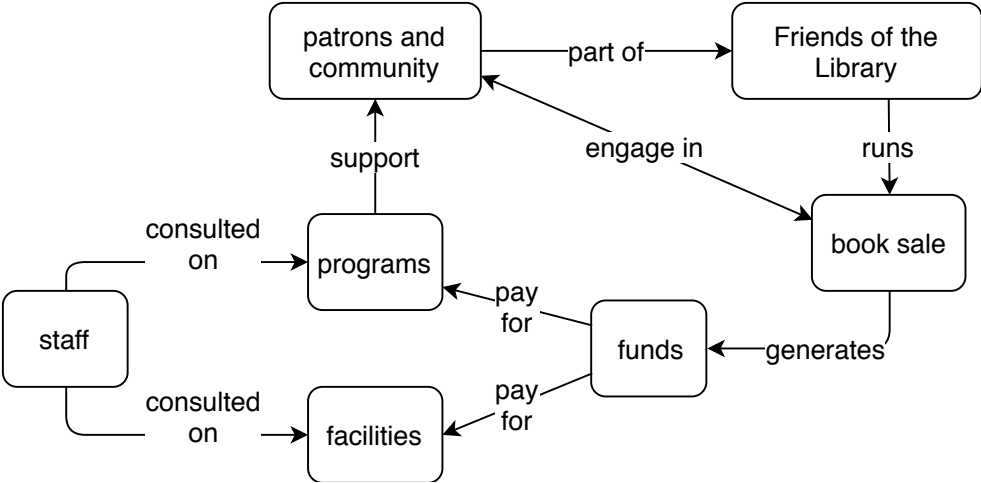 patrons and
community
part of
Friends of the
Library
support
engage in
runs
consulted
on
programs
book sale
pay
for
staff
funds
generates
consulted
on
facilities
pay
for